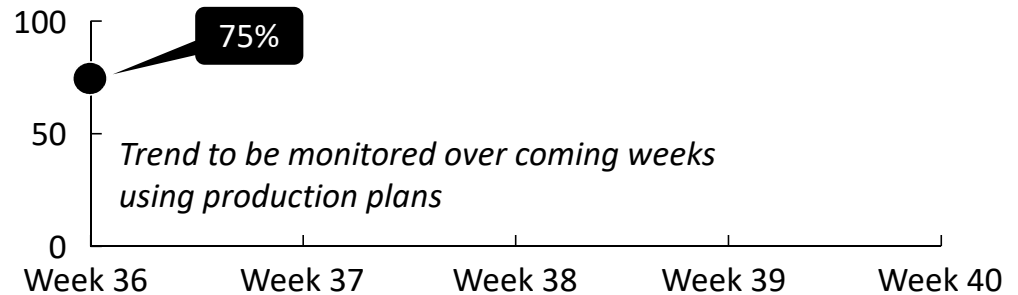 100
75%
50
Trend to be monitored over coming weeks
using production plans
0
Week 36 Week 37 Week 38 Week 39 Week 40